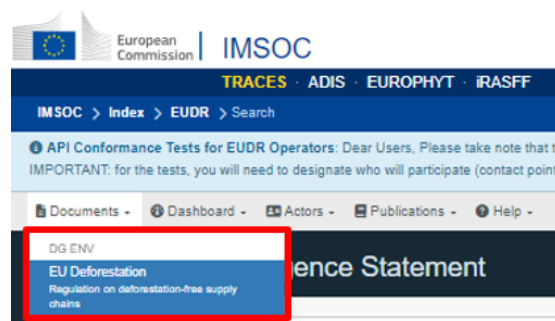 European
Commission
IMSOC
TRACES · ADIS · EUROPHYT · iRASFF
IMSOC > Index > EUDR > Search
API Conformance Tests for EUDR Operators: Dear Users, Please take note that
IMPORTANT: for the tests, you will need to designate who will participate (contact point
Documents Dashboard Actors Publications Help
DG ENV
EU Deforestation
Regulation on deforestation-free supply
chains
gence Statement